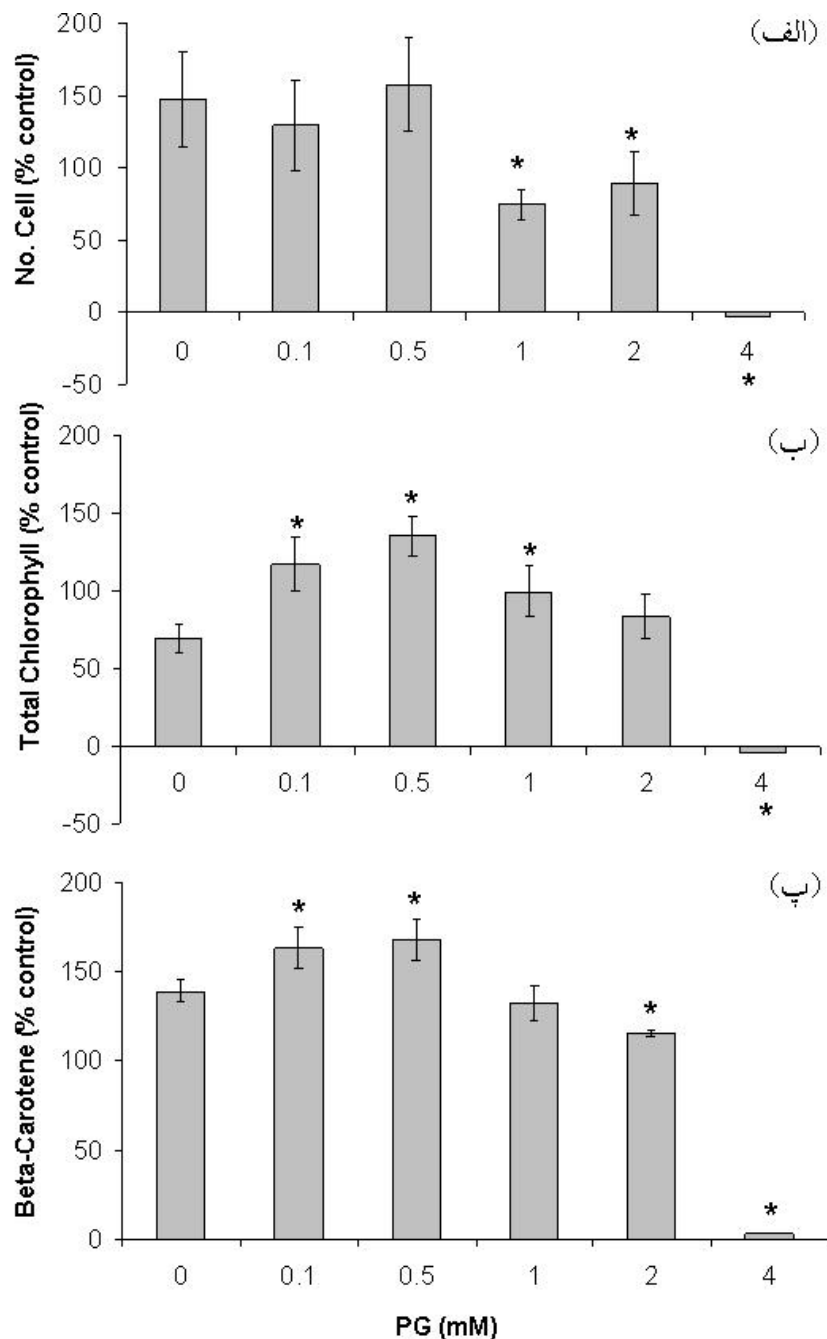 (الف)
No. Cell (% control)
200
150
100
50
0
-50
*
*
*
0 0.1 0.5 1 2 4
(ب)
Total Chlorophyll (% control)
200
150
100
50
0
-50
*
*
*
*
0 0.1 0.5 1 2 4
(پ)
Beta-Carotene (% control)
200
150
100
50
0
*
*
*
*
0 0.1 0.5 1 2 4
PG (mM)